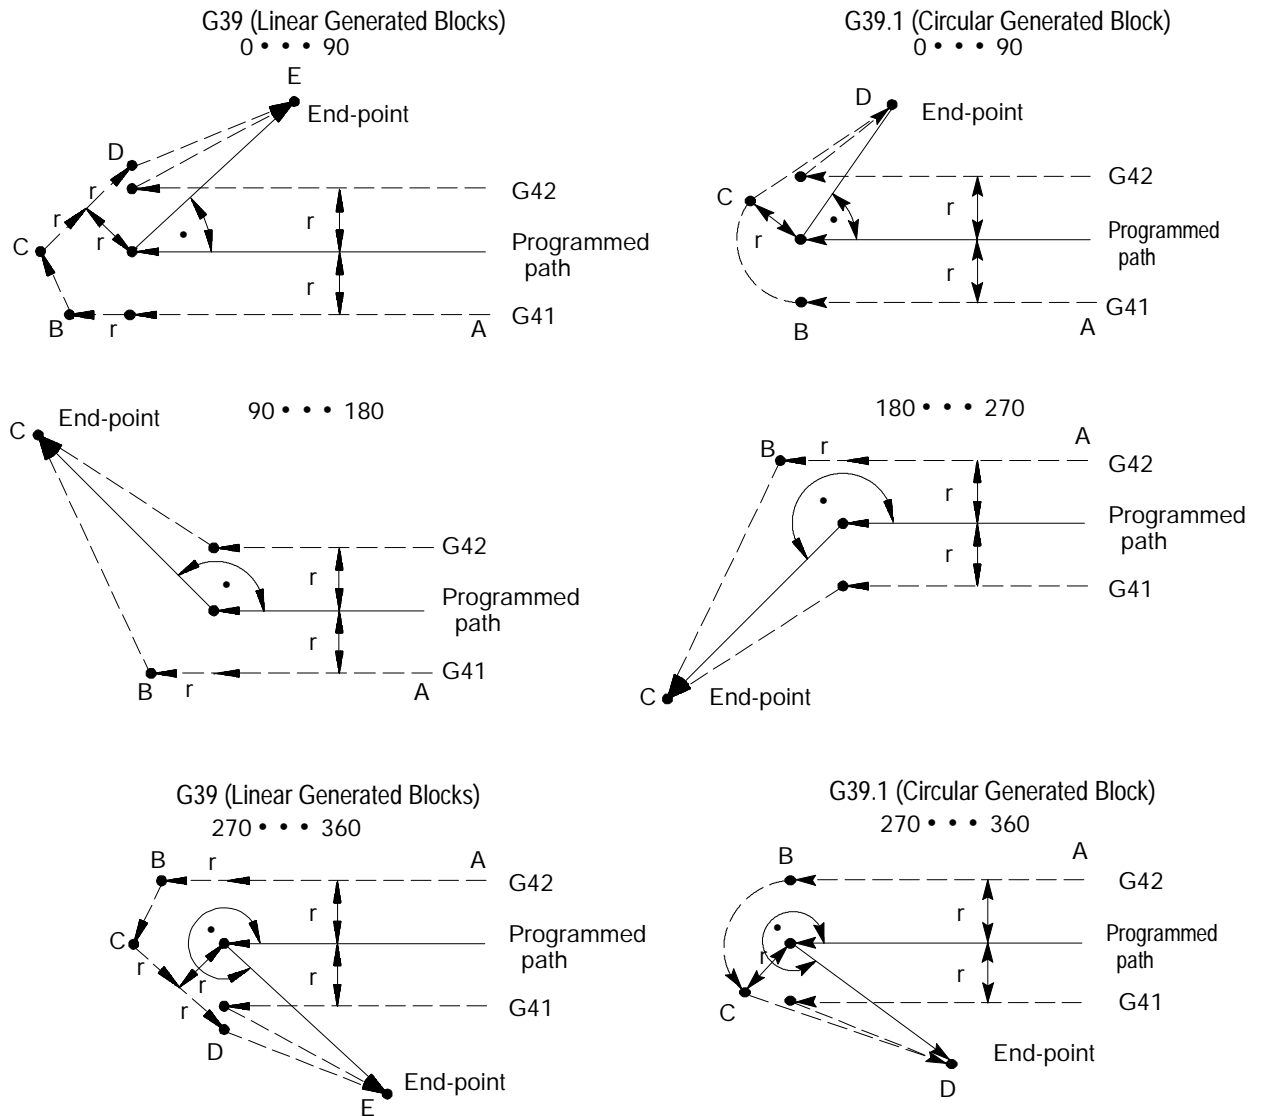 G39 (Linear Generated Blocks)
0 • • • 90
E
End-point
D
r
G42
r
r
r
•
C
Programmed
path
r
B
r
A
G41
G39.1 (Circular Generated Block)
0 • • • 90
D
End-point
C
G42
r
•
r
Programmed
path
r
G41
B
A
C
End-point
90 • • • 180
G42
r
•
Programmed
path
r
G41
B
r
A
180 • • • 270
B
r
A
G42
r
•
Programmed
path
r
G41
C
End-point
G39 (Linear Generated Blocks)
270 • • • 360
B
r
A
G42
r
•
C
Programmed
path
r
r
r
r
G41
D
End-point
E
G39.1 (Circular Generated Block)
270 • • • 360
B
A
G42
r
•
Programmed
path
r
r
C
G41
End-point
D